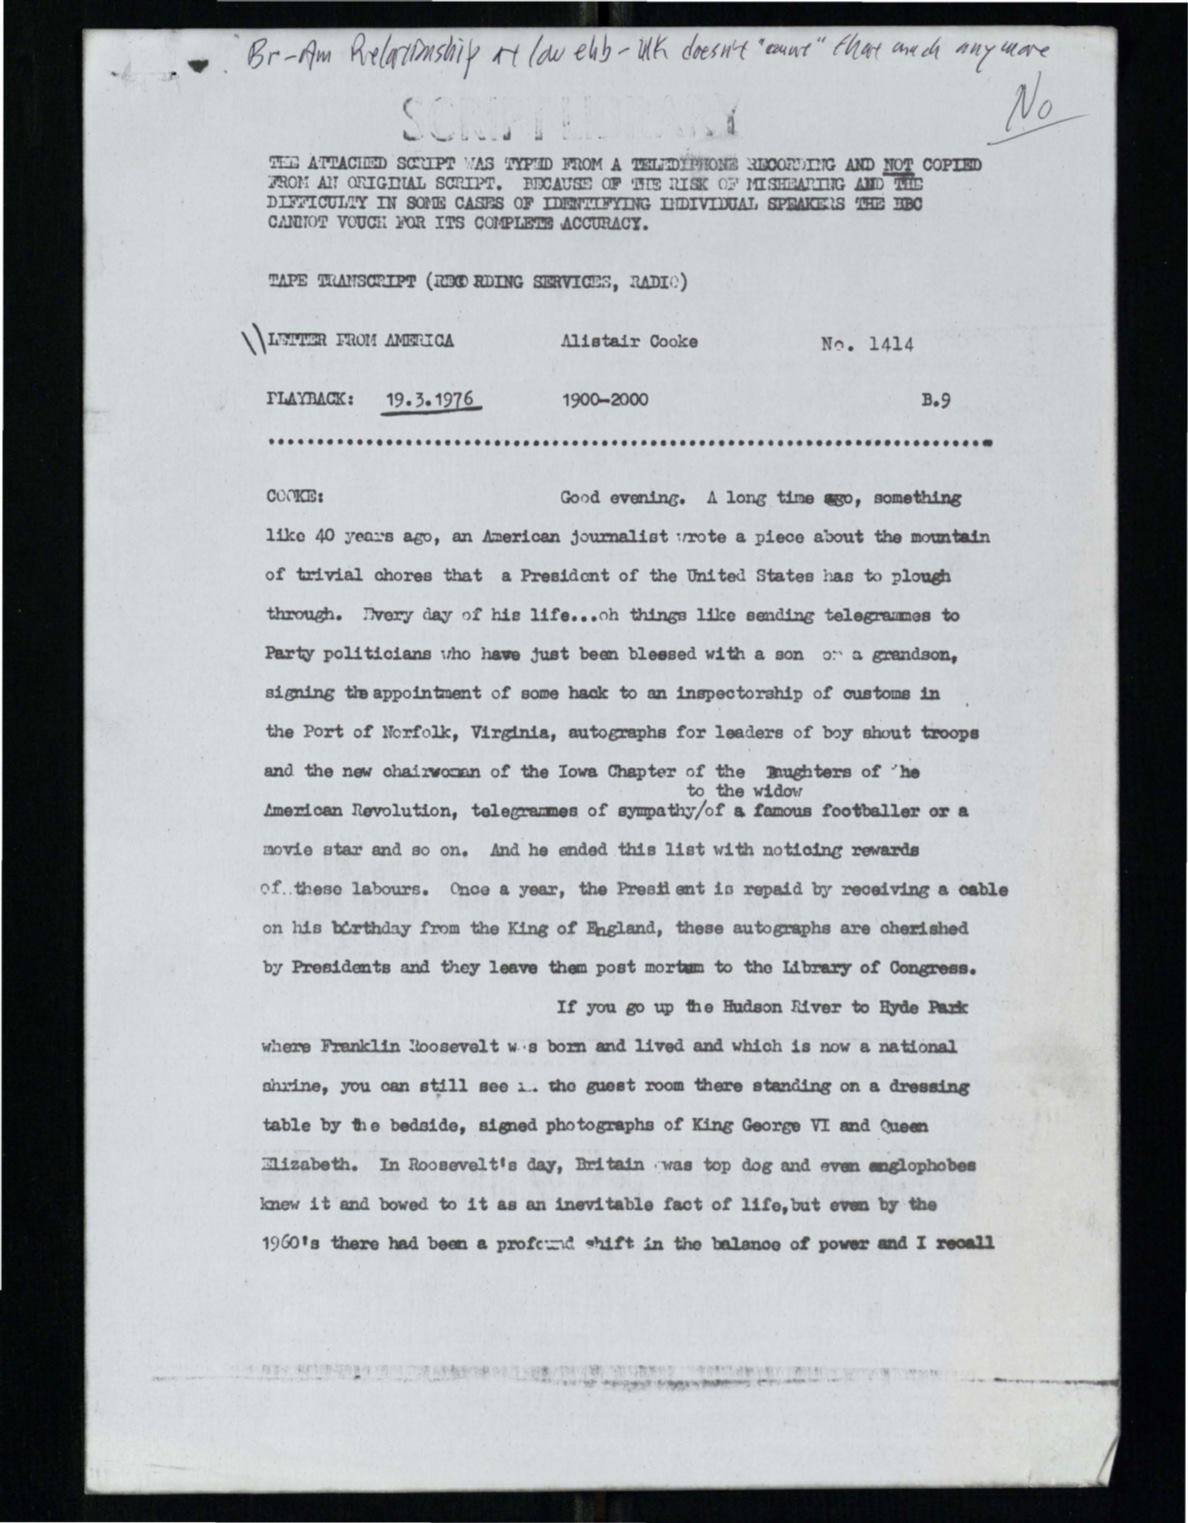 Br-Am Relationship at low ebb - UK doesn't "count" that much anymore
No
SCRIPT LIBRARY
THE ATTACHED SCRIPT WAS TYPED FROM A TELEDIPHONE RECORDING AND NOT COPIED
FROM AN ORIGINAL SCRIPT. BECAUSE OF THE RISK OF MISHEARING AND THE
DIFFICULTY IN SOME CASES OF IDENTIFYING INDIVIDUAL SPEAKERS THE BBC
CANNOT VOUCH FOR ITS COMPLETE ACCURACY.
TAPE TRANSCRIPT (RECORDING SERVICES, RADIO)
\\LETTER FROM AMERICA Alistair Cooke No. 1414
PLAYBACK: 19.3.1976 1900-2000 B.9
COOKE: Good evening. A long time ago, something
like 40 years ago, an American journalist wrote a piece about the mountain
of trivial chores that a President of the United States has to plough
through. Every day of his life...oh things like sending telegrammes to
Party politicians who have just been blessed with a son or a grandson,
signing the appointment of some hack to an inspectorship of customs in
the Port of Norfolk, Virginia, autographs for leaders of boy shout troops
and the new chairwoman of the Iowa Chapter of the Daughters of the
to the widow
American Revolution, telegrammes of sympathy/of a famous footballer or a
movie star and so on. And he ended this list with noticing rewards
of..these labours. Once a year, the President is repaid by receiving a cable
on his birthday from the King of England, these autographs are cherished
by Presidents and they leave them post mortem to the Library of Congress.
If you go up the Hudson River to Hyde Park
where Franklin Roosevelt was born and lived and which is now a national
shrine, you can still see in the guest room there standing on a dressing
table by the bedside, signed photographs of King George VI and Queen
Elizabeth. In Roosevelt's day, Britain was top dog and even anglophobes
knew it and bowed to it as an inevitable fact of life, but even by the
1960's there had been a profound shift in the balance of power and I recall